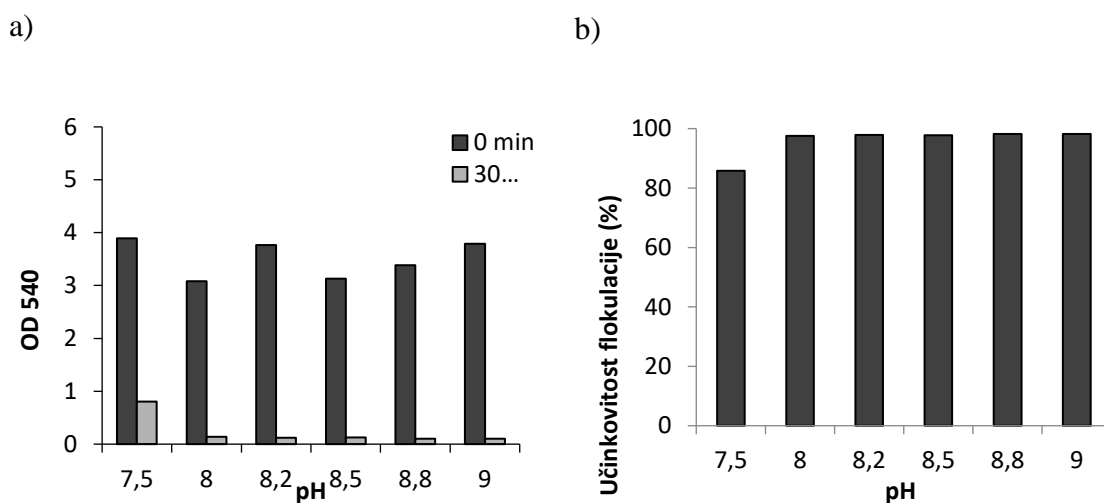 a)
b)
OD 540
6
5
4
3
2
1
0
0 min
30...
7,5 8 8,2 8,5 8,8 9
pH
Učinkovitost flokulacije (%)
100
80
60
40
20
0
7,5 8 8,2 8,5 8,8 9
pH